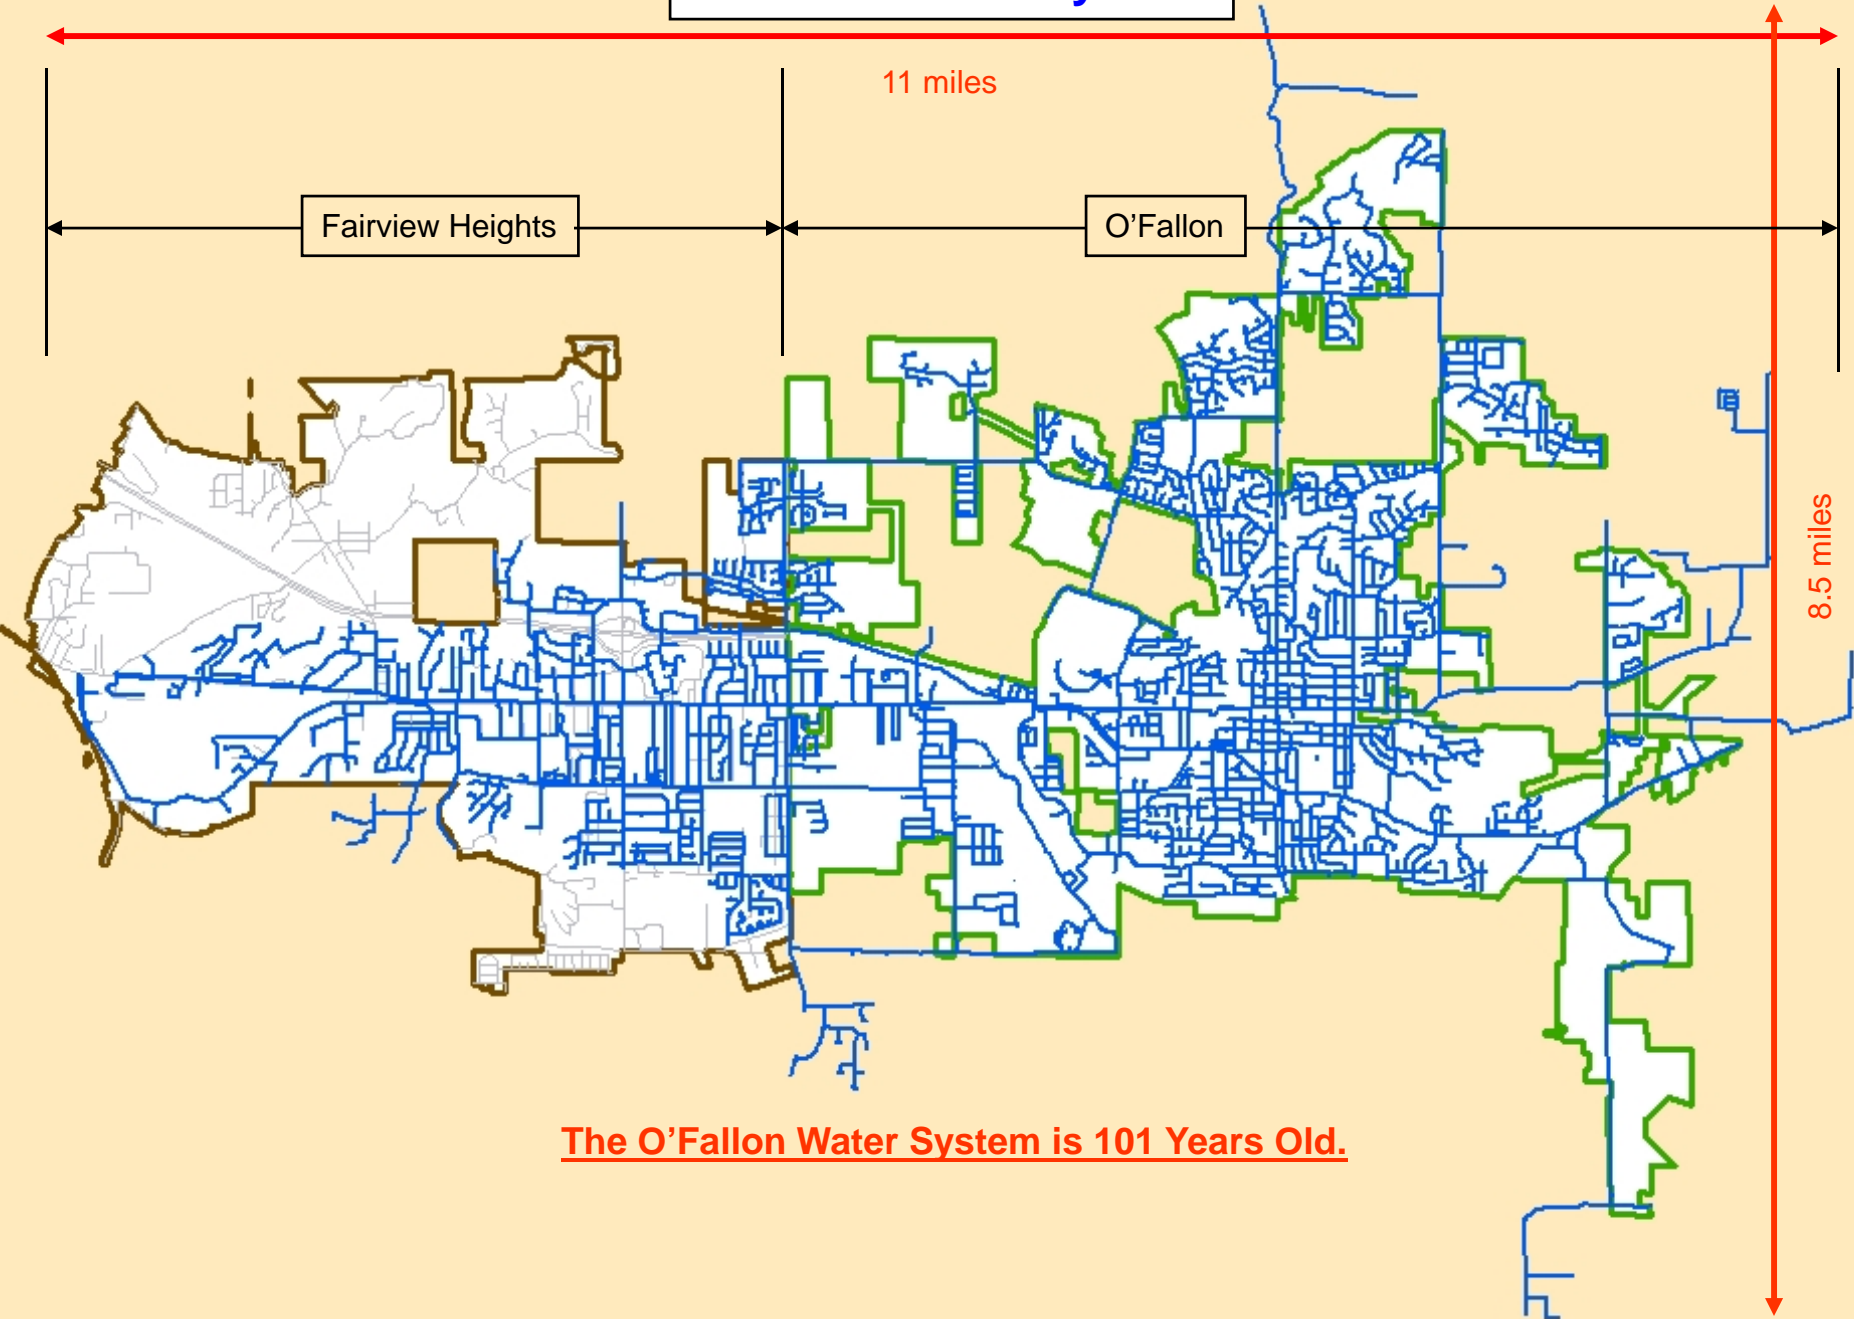 11 miles
Fairview Heights
O’Fallon
8.5 miles
The O’Fallon Water System is 101 Years Old.